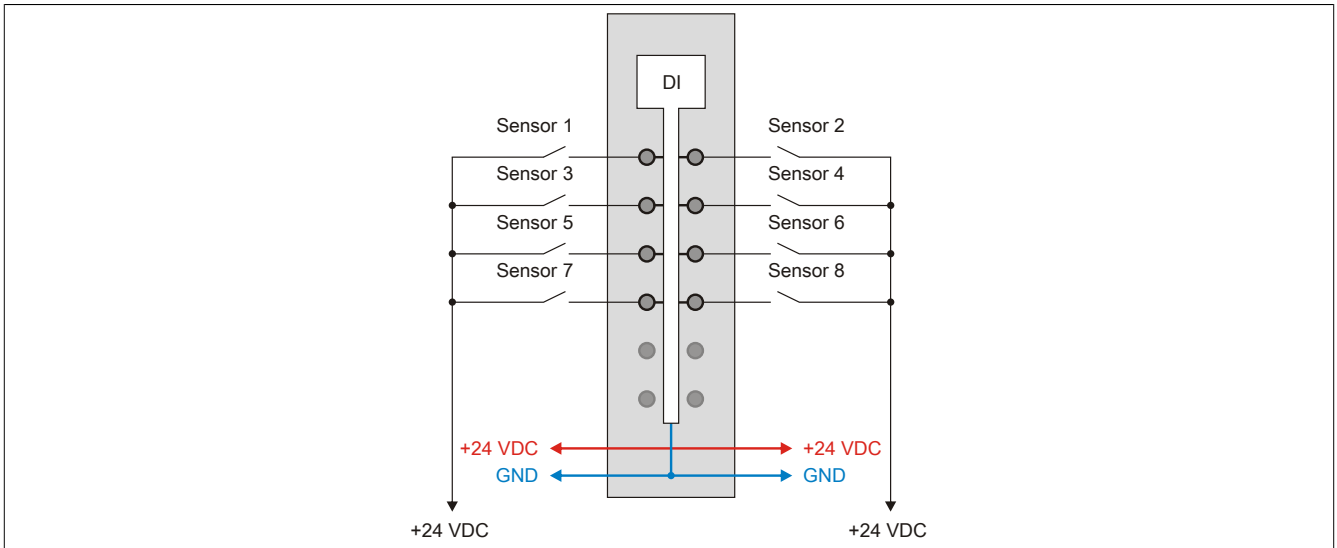 DI
Sensor 1
Sensor 2
Sensor 3
Sensor 4
Sensor 5
Sensor 6
Sensor 7
Sensor 8
+24 VDC
+24 VDC
GND
GND
+24 VDC
+24 VDC